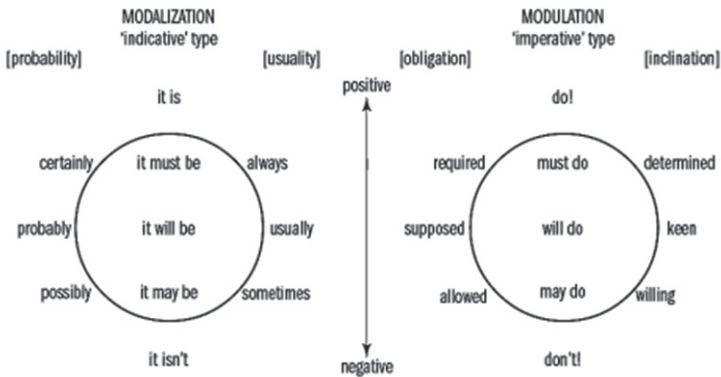 MODALIZATION
'indicative' type
[probability]
[usuality]
it is
certainly
it must be
always
probably
it will be
usually
possibly
it may be
sometimes
it isn't
positive
negative
MODULATION
'imperative' type
[obligation]
[inclination]
do!
required
must do
determined
supposed
will do
keen
allowed
may do
willing
don't!